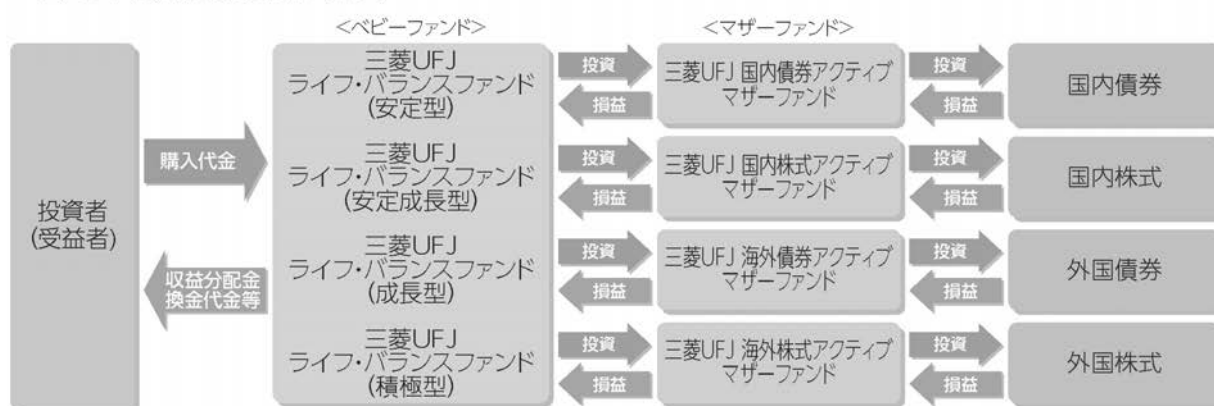 <ベビーファンド>
<マザーファンド>
投資者
(受益者)
購入代金
収益分配金
換金代金等
三菱UFJ
ライフ・バランスファンド
(安定型)
三菱UFJ
ライフ・バランスファンド
(安定成長型)
三菱UFJ
ライフ・バランスファンド
(成長型)
三菱UFJ
ライフ・バランスファンド
(積極型)
投資
損益
三菱UFJ 国内債券アクティブ
マザーファンド
投資
損益
国内債券
投資
損益
三菱UFJ 国内株式アクティブ
マザーファンド
投資
損益
国内株式
投資
損益
三菱UFJ 海外債券アクティブ
マザーファンド
投資
損益
外国債券
投資
損益
三菱UFJ 海外株式アクティブ
マザーファンド
投資
損益
外国株式